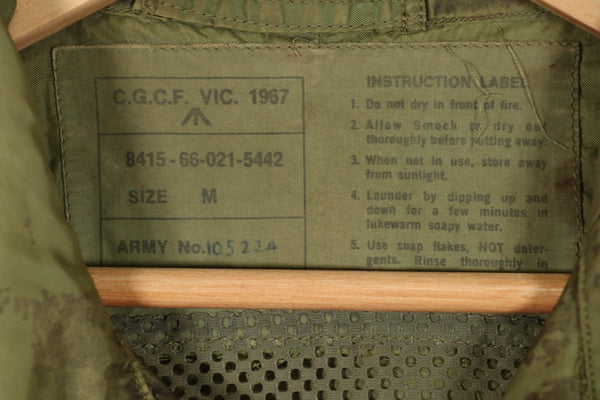 C.G.C.F. VIC. 1967
8415-66-021-5442
SIZE M
ARMY No. 105224
INSTRUCTION LABEL
1. Do not dry in front of fire.
2. Allow Smock to dry out
thoroughly before putting away.
3. When not in use, store away
from sunlight.
4. Launder by dipping up and
down for a few minutes in
lukewarm soapy water.
5. Use soap flakes, NOT deter-
gents. Rinse thoroughly in